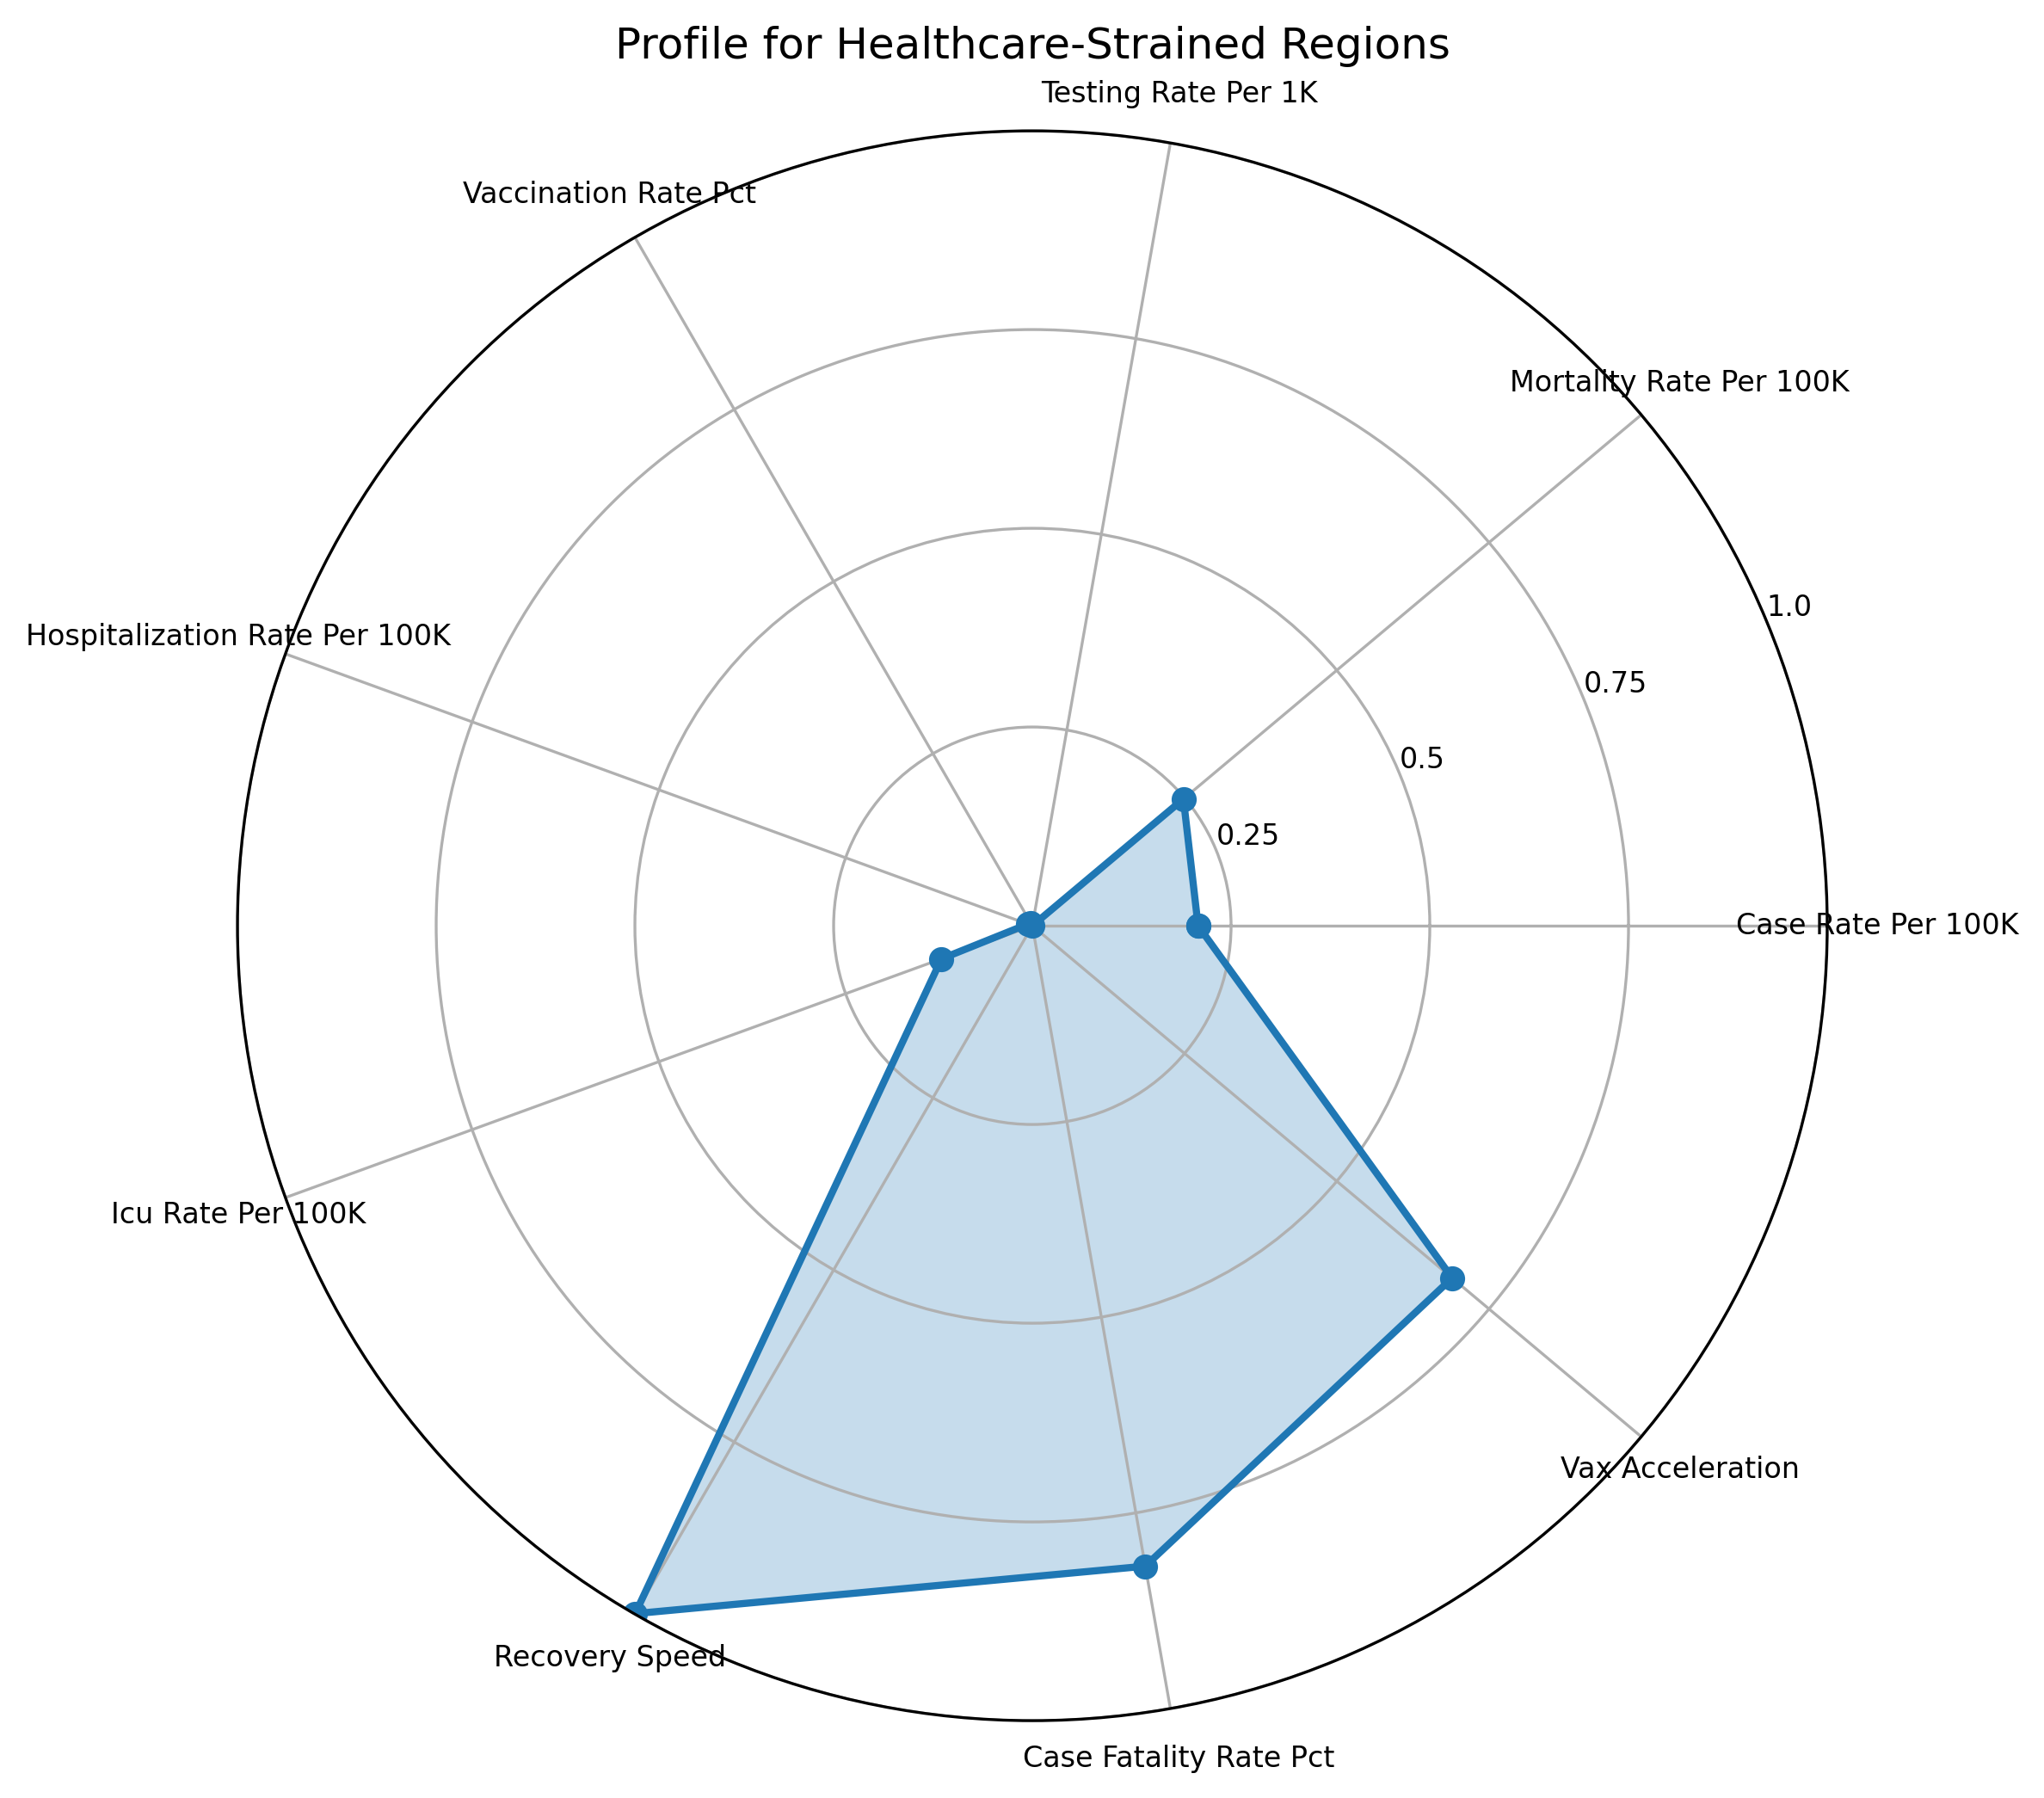 Profile for Healthcare-Strained Regions
Testing Rate Per 1K
Vaccination Rate Pct
Mortality Rate Per 100K
1.0
Hospitalization Rate Per 100K
0.75
0.5
0.25
Case Rate Per 100K
Icu Rate Per 100K
Vax Acceleration
Recovery Speed
Case Fatality Rate Pct